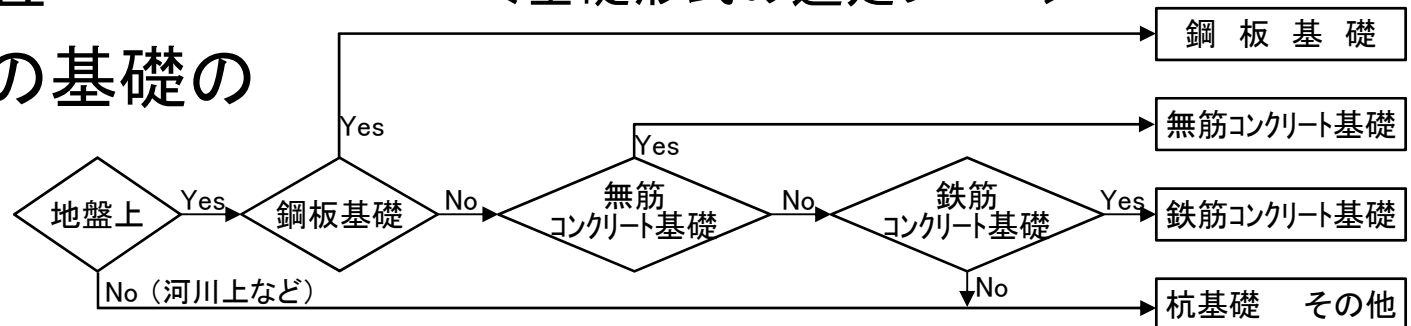 鋼 板 基 礎
の基礎の
Yes
無筋コンクリート基礎
Yes
地盤上
Yes
鋼板基礎
No
無筋
コンクリート基礎
No
鉄筋
コンクリート基礎
Yes
鉄筋コンクリート基礎
No（河川上など）
No
杭基礎　その他